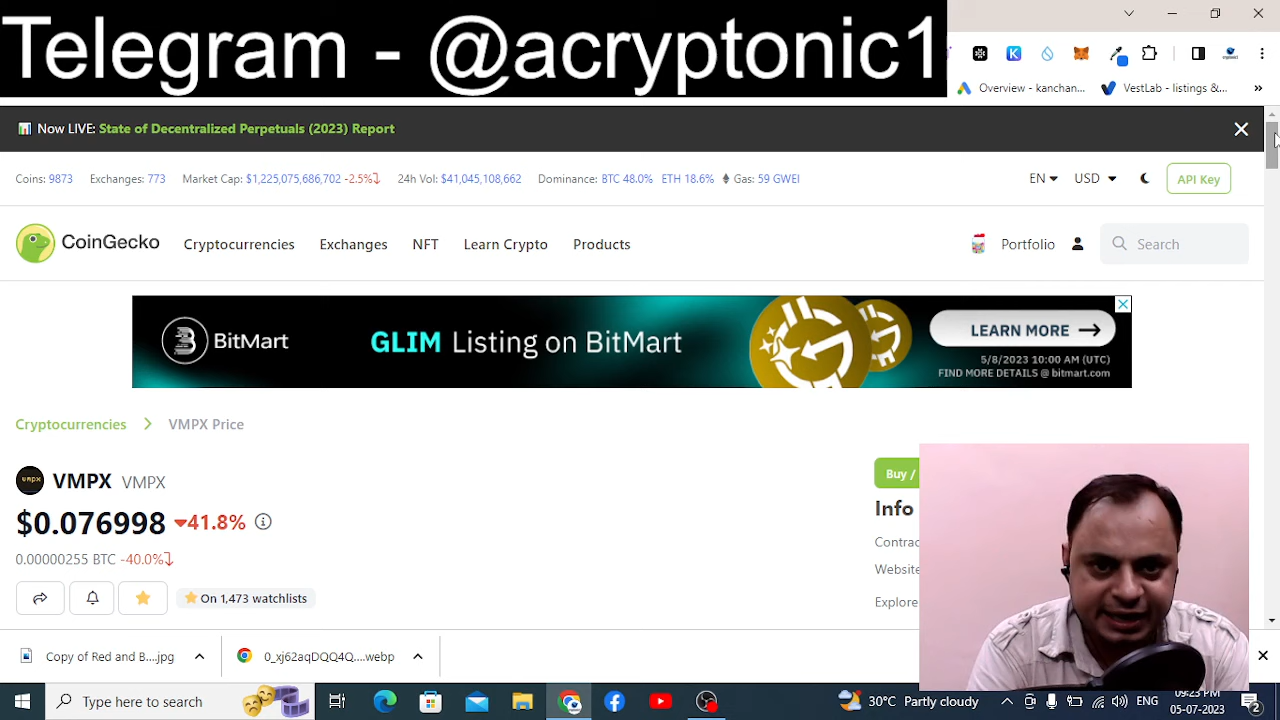 Telegram - @acryptonic1
Overview - kanchan...
VestLab - listings &...
Now LIVE: State of Decentralized Perpetuals (2023) Report
Coins: 9873 Exchanges: 773 Market Cap: $1,225,075,686,702 -2.5% 24h Vol: $41,045,108,662 Dominance: BTC 48.0% ETH 18.6% Gas: 59 GWEI
EN USD API Key
CoinGecko Cryptocurrencies Exchanges NFT Learn Crypto Products
Portfolio Search
BitMart GLIM Listing on BitMart
LEARN MORE
5/8/2023 10:00 AM (UTC)
FIND MORE DETAILS @ bitmart.com
Cryptocurrencies VMPX Price
VMPX VMPX
$0.076998 41.8%
0.00000255 BTC -40.0%
On 1,473 watchlists
Buy /
Info
Contrac
Website
Explore
Copy of Red and B....jpg
0_xj62aqDQQ4Q....webp
Type here to search
30°C Partly cloudy
ENG
09:23 PM
05-07-2023
2